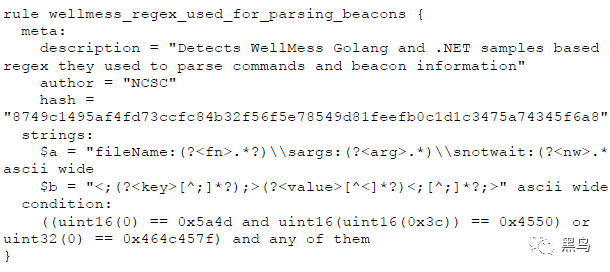 rule wellmess_regex_used_for_parsing_beacons {
meta:
description = "Detects WellMess Golang and .NET samples based
regex they used to parse commands and beacon information"
author = "NCSC"
hash =
"8749c1495af4fd73ccfc84b32f56f5e78549d81feefb0c1d1c3475a74345f6a8"
strings:
$a = "fileName:(?<fn>.*?)\\sargs:(?<arg>.*)\\snotwait:(?<nw>.*
ascii wide
$b = "<;(?<key>[^;]*?);>(?<value>[^<]*?)<;[^;]*?;>" ascii wide
condition:
((uint16(0) == 0x5a4d and uint16(uint16(0x3c)) == 0x4550) or
uint32(0) == 0x464c457f) and any of them
}
黑鸟